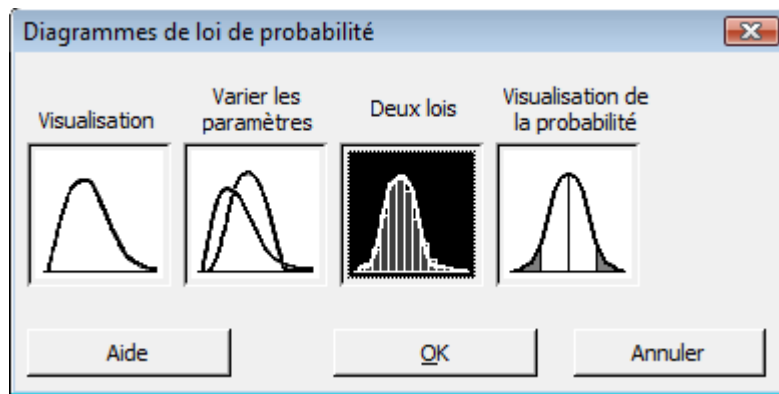 Diagrammes de loi de probabilité
Visualisation
Varier les
paramètres
Deux lois
Visualisation de
la probabilité
Aide
OK
Annuler